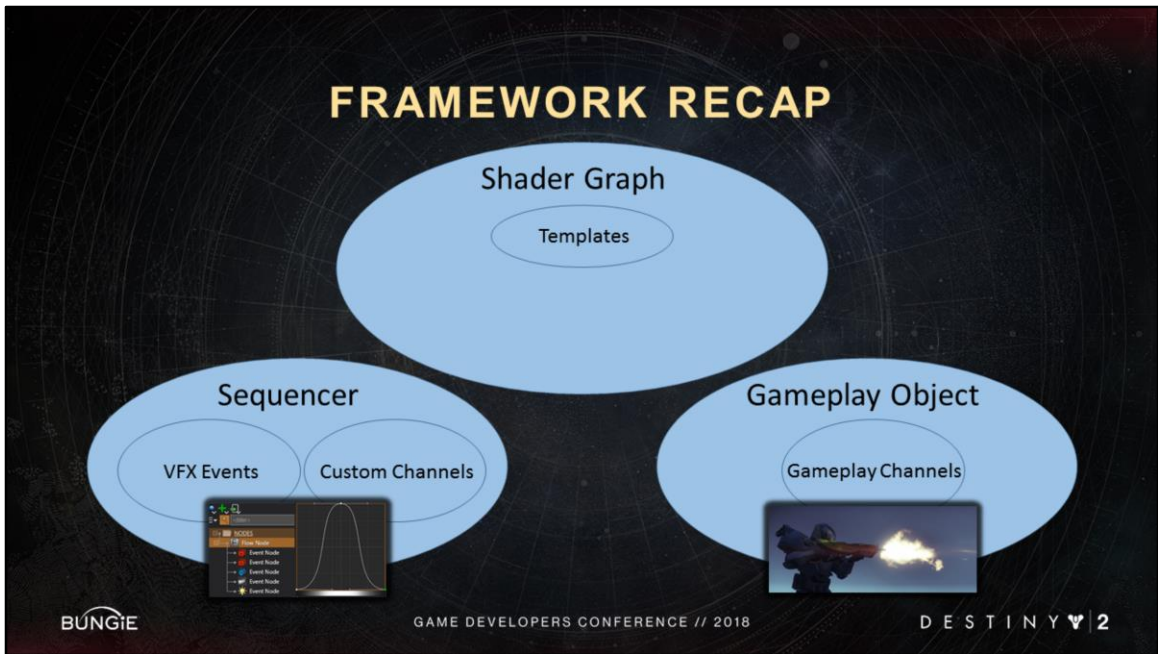 FRAMEWORK RECAP
Shader Graph
Templates
Sequencer
VFX Events
Custom Channels
Gameplay Object
Gameplay Channels
NODES
Flow Node
Event Node
Event Node
Event Node
Event Node
Event Node
BUNGiE
GAME DEVELOPERS CONFERENCE // 2018
DESTINY 2